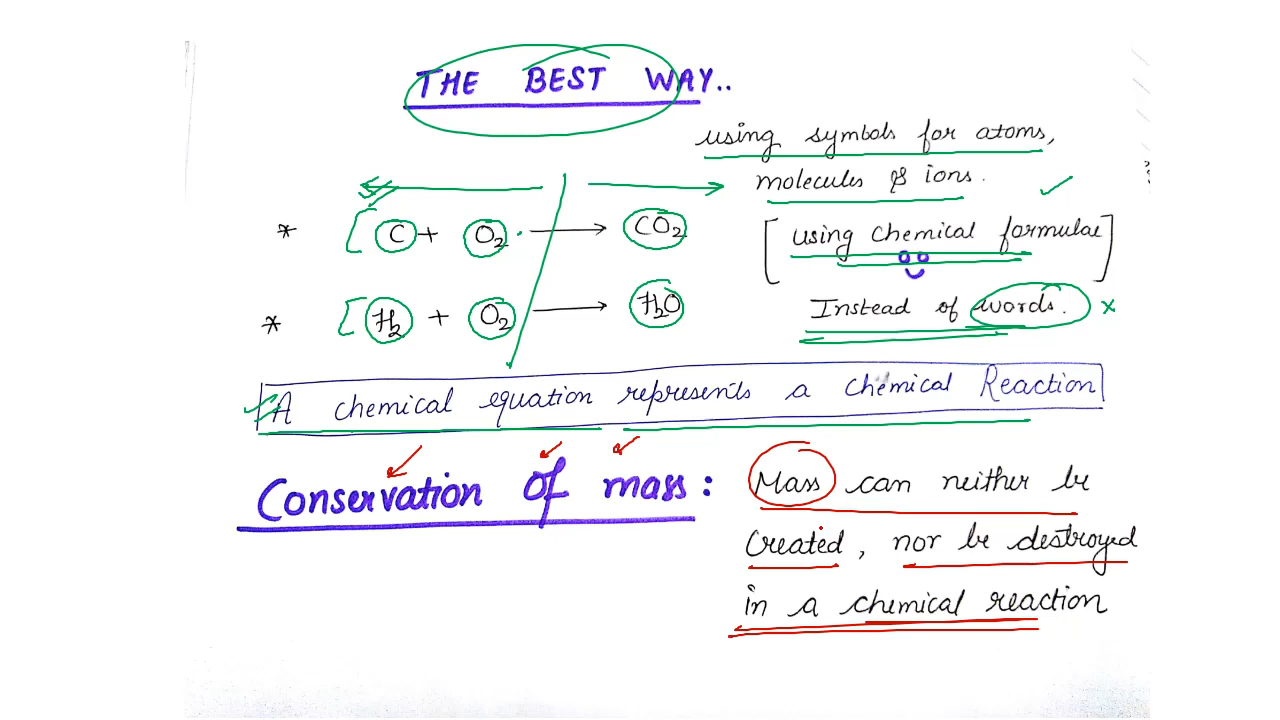 THE BEST WAY..
using symbols for atoms,
molecules & ions.
* C + O₂ → CO₂
[using chemical formulae]
* H₂ + O₂ → H₂O
Instead of words. ×
A chemical equation represents a chemical Reaction
Conservation of mass: Mass can neither be
created, nor be destroyed
in a chemical reaction